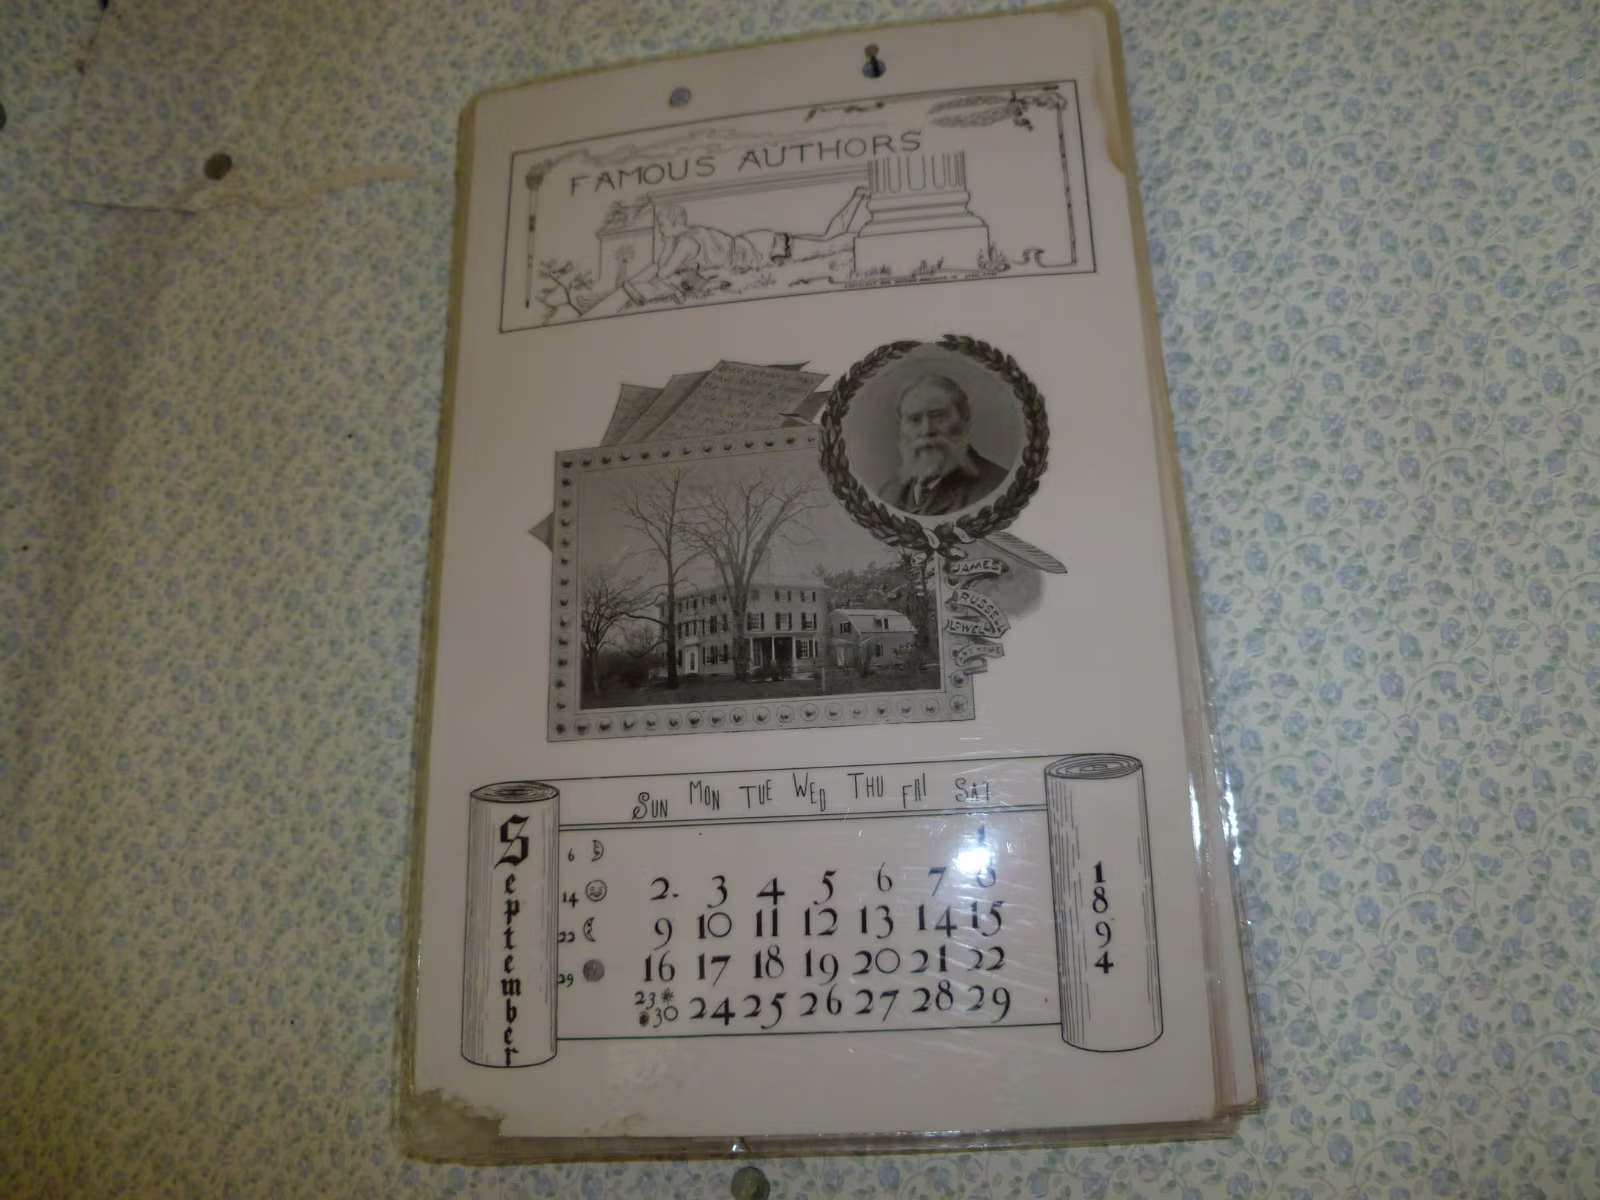 FAMOUS AUTHORS
JAMES
RUSSELL
LOWELL
AT HOME
SUN MON TUE WED THU FRI SAT
September
1894
6
1
14 2. 3 4 5 6 7 8
22 9 10 11 12 13 14 15
29 16 17 18 19 20 21 22
23 * 30 24 25 26 27 28 29